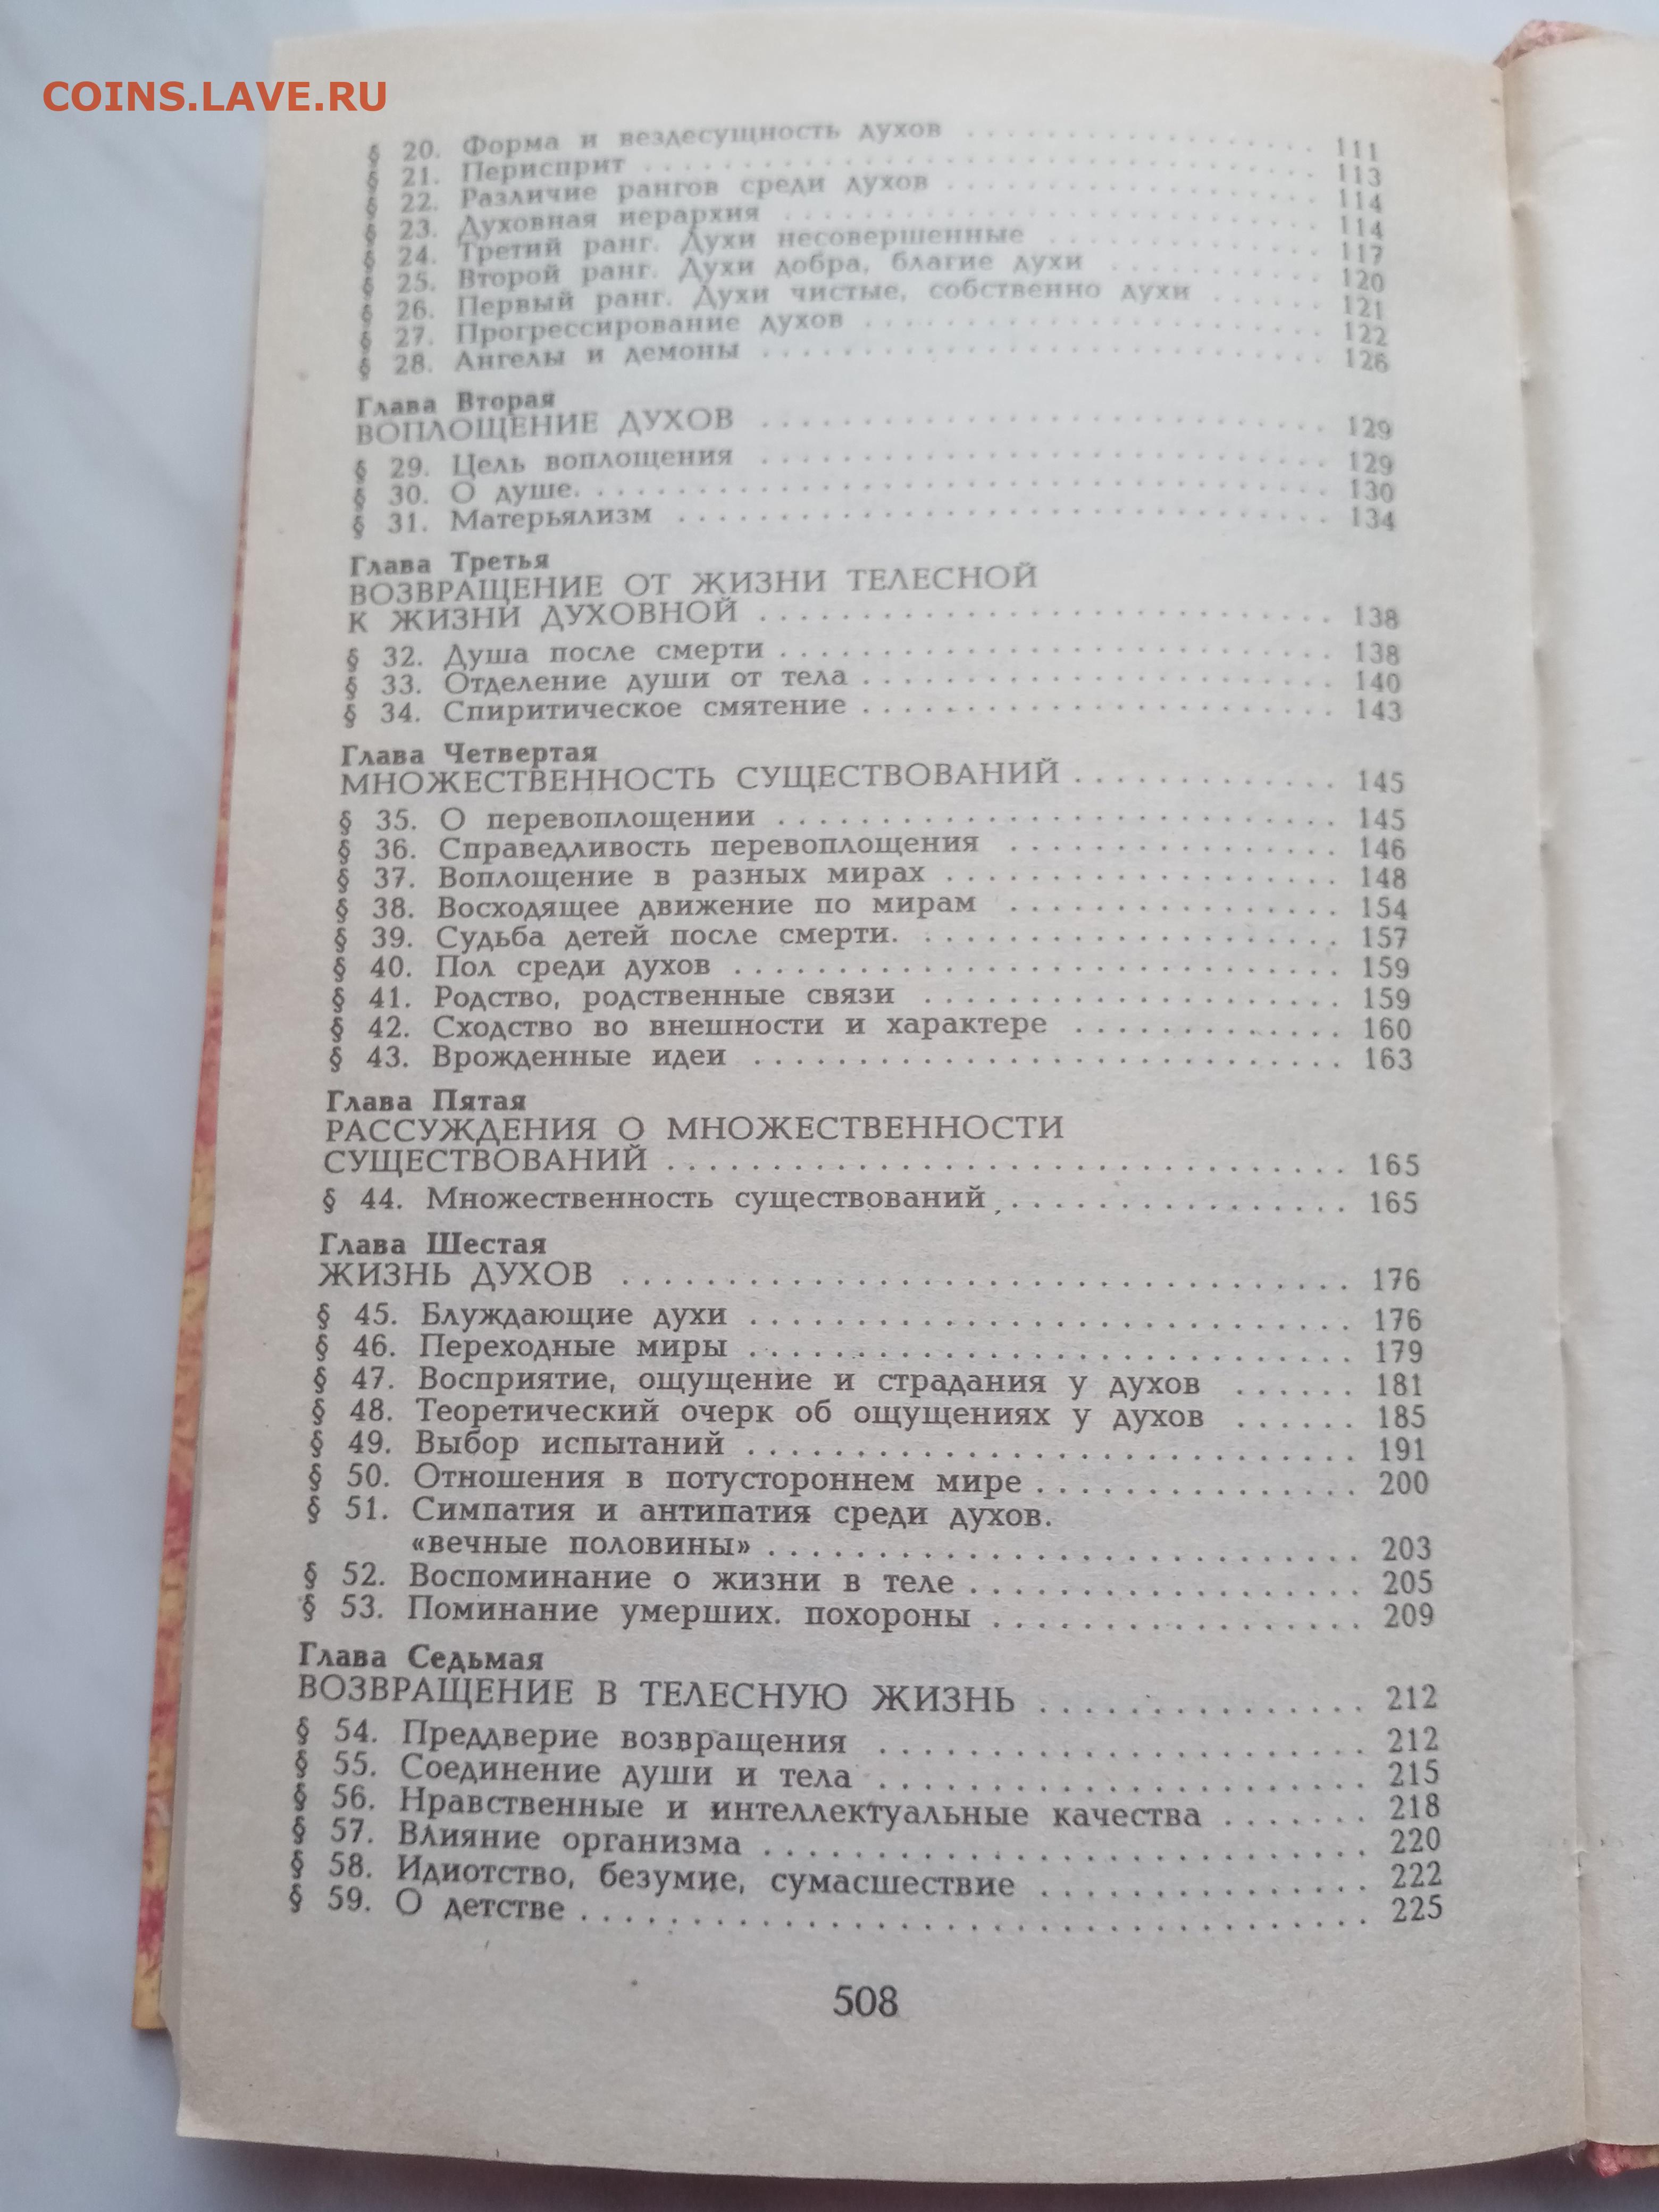 COINS.LAVE.RU
§ 20. Форма и вездесущность духов . . . . . . . . . . . . . . . . . 111
§ 21. Перисприт . . . . . . . . . . . . . . . . . . . . . . . . . . . . 113
§ 22. Различие рангов среди духов . . . . . . . . . . . . . . . . . 114
§ 23. Духовная иерархия . . . . . . . . . . . . . . . . . . . . . . 114
§ 24. Третий ранг. Духи несовершенные . . . . . . . . . . . . . 117
§ 25. Второй ранг. Духи добра, благие духи . . . . . . . . . . . 120
§ 26. Первый ранг. Духи чистые, собственно духи . . . . . . 121
§ 27. Прогрессирование духов . . . . . . . . . . . . . . . . . . . 122
§ 28. Ангелы и демоны . . . . . . . . . . . . . . . . . . . . . . . 126
Глава Вторая
ВОПЛОЩЕНИЕ ДУХОВ . . . . . . . . . . . . . . . . . . . . . . . 129
§ 29. Цель воплощения . . . . . . . . . . . . . . . . . . . . . . . 129
§ 30. О душе. . . . . . . . . . . . . . . . . . . . . . . . . . . . . . 130
§ 31. Матерьялизм . . . . . . . . . . . . . . . . . . . . . . . . . . 134
Глава Третья
ВОЗВРАЩЕНИЕ ОТ ЖИЗНИ ТЕЛЕСНОЙ
К ЖИЗНИ ДУХОВНОЙ . . . . . . . . . . . . . . . . . . . . . . . 138
§ 32. Душа после смерти . . . . . . . . . . . . . . . . . . . . . . 138
§ 33. Отделение души от тела . . . . . . . . . . . . . . . . . . . 140
§ 34. Спиритическое смятение . . . . . . . . . . . . . . . . . . . 143
Глава Четвертая
МНОЖЕСТВЕННОСТЬ СУЩЕСТВОВАНИЙ . . . . . . . . . . . . . 145
§ 35. О перевоплощении . . . . . . . . . . . . . . . . . . . . . . . 145
§ 36. Справедливость перевоплощения . . . . . . . . . . . . . . 146
§ 37. Воплощение в разных мирах . . . . . . . . . . . . . . . . . 148
§ 38. Восходящее движение по мирам . . . . . . . . . . . . . . 154
§ 39. Судьба детей после смерти. . . . . . . . . . . . . . . . . . 157
§ 40. Пол среди духов . . . . . . . . . . . . . . . . . . . . . . . . 159
§ 41. Родство, родственные связи . . . . . . . . . . . . . . . . . 159
§ 42. Сходство во внешности и характере . . . . . . . . . . . . 160
§ 43. Врожденные идеи . . . . . . . . . . . . . . . . . . . . . . . 163
Глава Пятая
РАССУЖДЕНИЯ О МНОЖЕСТВЕННОСТИ
СУЩЕСТВОВАНИЙ . . . . . . . . . . . . . . . . . . . . . . . . . . 165
§ 44. Множественность существований . . . . . . . . . . . . . . 165
Глава Шестая
ЖИЗНЬ ДУХОВ . . . . . . . . . . . . . . . . . . . . . . . . . . . . 176
§ 45. Блуждающие духи . . . . . . . . . . . . . . . . . . . . . . . 176
§ 46. Переходные миры . . . . . . . . . . . . . . . . . . . . . . . 179
§ 47. Восприятие, ощущение и страдания у духов . . . . . . 181
§ 48. Теоретический очерк об ощущениях у духов . . . . . . 185
§ 49. Выбор испытаний . . . . . . . . . . . . . . . . . . . . . . . 191
§ 50. Отношения в потустороннем мире . . . . . . . . . . . . . 200
§ 51. Симпатия и антипатия среди духов.
«вечные половины» . . . . . . . . . . . . . . . . . . . . . . . 203
§ 52. Воспоминание о жизни в теле . . . . . . . . . . . . . . . 205
§ 53. Поминание умерших. похороны . . . . . . . . . . . . . . 209
Глава Седьмая
ВОЗВРАЩЕНИЕ В ТЕЛЕСНУЮ ЖИЗНЬ . . . . . . . . . . . . . 212
§ 54. Преддверие возвращения . . . . . . . . . . . . . . . . . . . 212
§ 55. Соединение души и тела . . . . . . . . . . . . . . . . . . . 215
§ 56. Нравственные и интеллектуальные качества . . . . . . 218
§ 57. Влияние организма . . . . . . . . . . . . . . . . . . . . . . 220
§ 58. Идиотство, безумие, сумасшествие . . . . . . . . . . . . . 222
§ 59. О детстве . . . . . . . . . . . . . . . . . . . . . . . . . . . . . 225
508